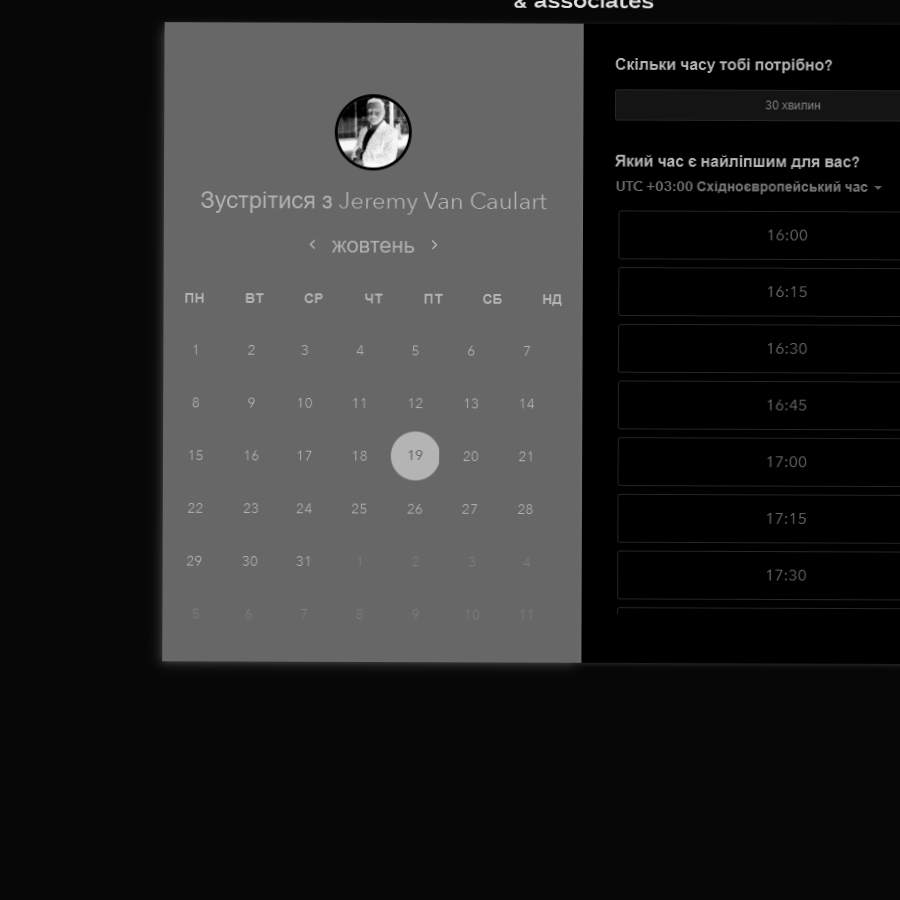 & associates
Зустрітися з Jeremy Van Caulart
жовтень
ПН ВТ СР ЧТ ПТ СБ НД
1 2 3 4 5 6 7
8 9 10 11 12 13 14
15 16 17 18 19 20 21
22 23 24 25 26 27 28
29 30 31 1 2 3 4
5 6 7 8 9 10 11
Скільки часу тобі потрібно?
30 хвилин
Який час є найліпшим для вас?
UTC +03:00 Східноєвропейський час
16:00
16:15
16:30
16:45
17:00
17:15
17:30